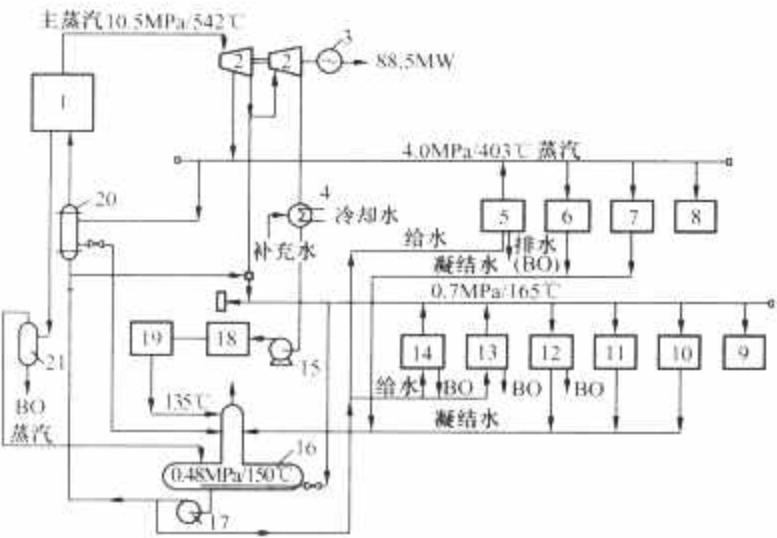 主蒸汽10.5MPa/542℃
3
2
2
88.5MW
1
4.0MPa/403℃蒸汽
20
4
冷却水
5
6
7
8
给水
排水
补充水
凝结水
(BO)
0.7MPa/165℃
19
18
15
14
13
12
11
10
9
21
给水
BO
BO
BO
BO
135℃
蒸汽
凝结水
16
0.48MPa/150℃
17